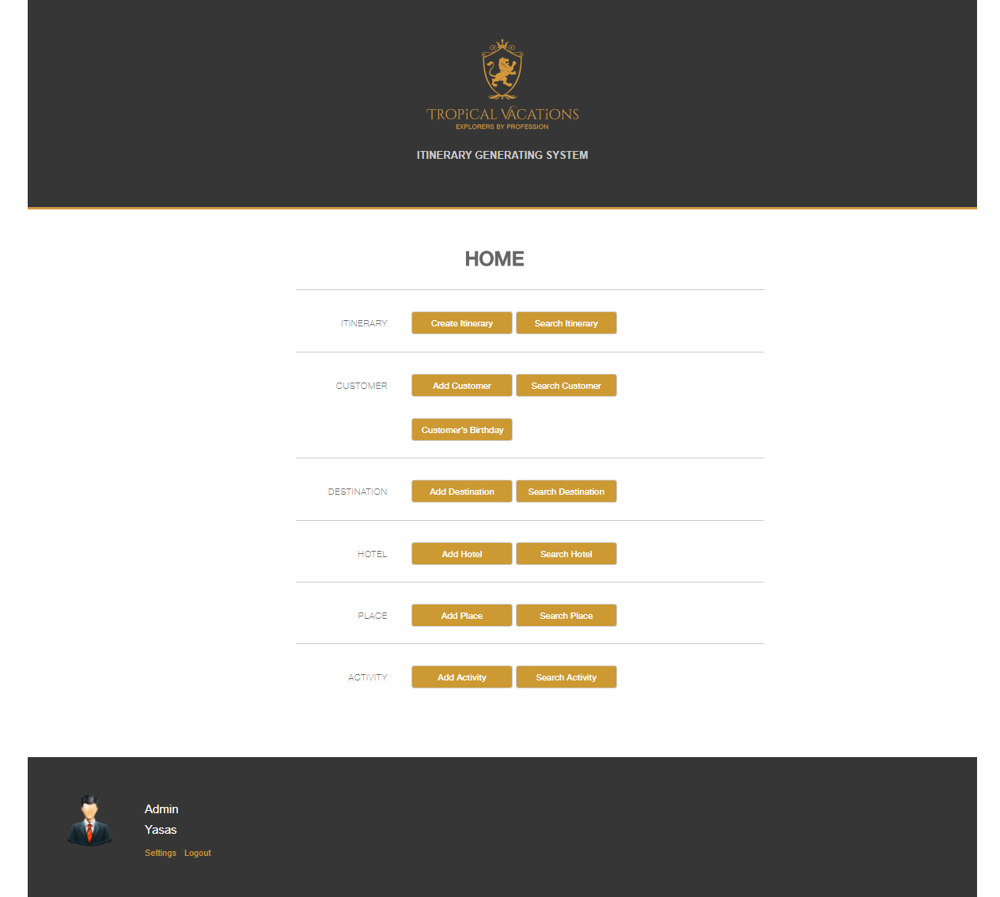 TROPICAL VACATIONS
EXPLORERS BY PROFESSION
ITINERARY GENERATING SYSTEM
HOME
ITINERARY Create Itinerary Search Itinerary
CUSTOMER Add Customer Search Customer
Customer's Birthday
DESTINATION Add Destination Search Destination
HOTEL Add Hotel Search Hotel
PLACE Add Place Search Place
ACTIVITY Add Activity Search Activity
Admin
Yasas
Settings Logout